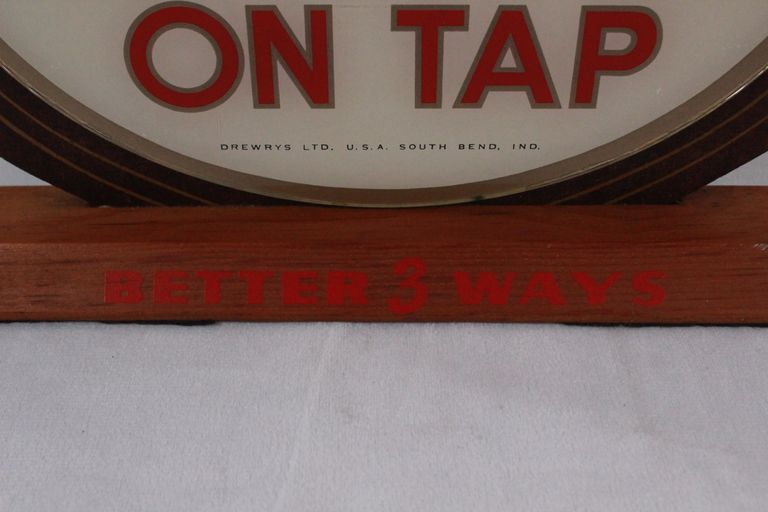 ON TAP
DREWRYS LTD. U.S.A. SOUTH BEND, IND.
BETTER 3 WAYS